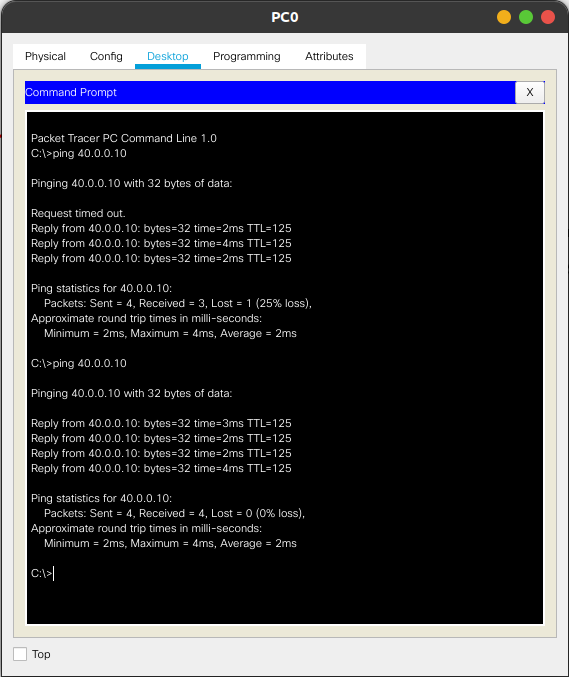 PC0
Physical Config Desktop Programming Attributes
Command Prompt X
Packet Tracer PC Command Line 1.0
C:\>ping 40.0.0.10
Pinging 40.0.0.10 with 32 bytes of data:
Request timed out.
Reply from 40.0.0.10: bytes=32 time=2ms TTL=125
Reply from 40.0.0.10: bytes=32 time=4ms TTL=125
Reply from 40.0.0.10: bytes=32 time=2ms TTL=125
Ping statistics for 40.0.0.10:
Packets: Sent = 4, Received = 3, Lost = 1 (25% loss),
Approximate round trip times in milli-seconds:
Minimum = 2ms, Maximum = 4ms, Average = 2ms
C:\>ping 40.0.0.10
Pinging 40.0.0.10 with 32 bytes of data:
Reply from 40.0.0.10: bytes=32 time=3ms TTL=125
Reply from 40.0.0.10: bytes=32 time=2ms TTL=125
Reply from 40.0.0.10: bytes=32 time=2ms TTL=125
Reply from 40.0.0.10: bytes=32 time=4ms TTL=125
Ping statistics for 40.0.0.10:
Packets: Sent = 4, Received = 4, Lost = 0 (0% loss),
Approximate round trip times in milli-seconds:
Minimum = 2ms, Maximum = 4ms, Average = 2ms
C:\>
Top